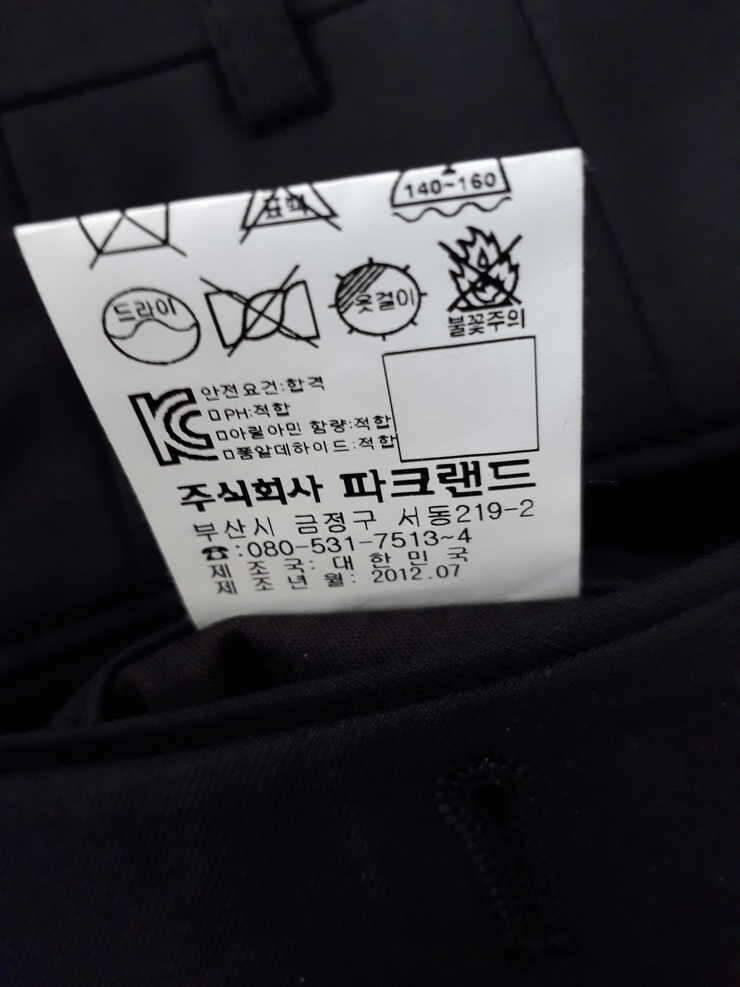 표백
140~160
드라이
옷걸이
불꽃주의
안전요건:합격
□PH:적합
□아릴아민 함량:적합
□폼알데하이드:적합
주식회사 파크랜드
부산시 금정구 서동219-2
☎:080-531-7513~4
제 조 국: 대 한 민 국
제 조 년 월: 2012.07